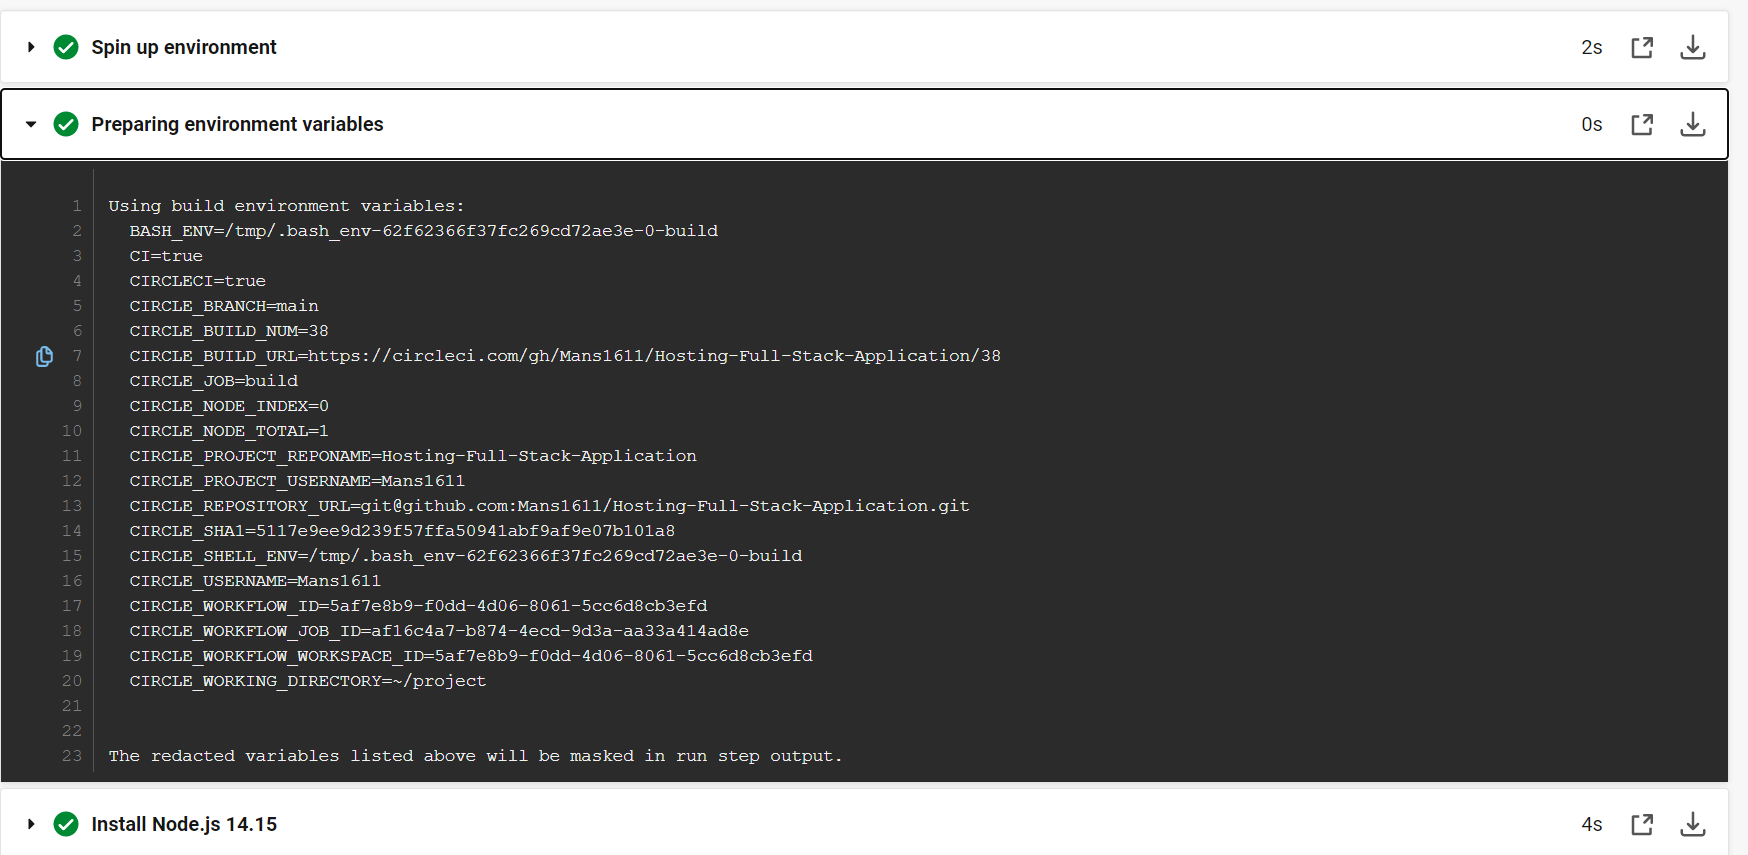 Spin up environment 2s
Preparing environment variables 0s
1 Using build environment variables:
2 BASH_ENV=/tmp/.bash_env-62f62366f37fc269cd72ae3e-0-build
3 CI=true
4 CIRCLECI=true
5 CIRCLE_BRANCH=main
6 CIRCLE_BUILD_NUM=38
7 CIRCLE_BUILD_URL=https://circleci.com/gh/Mans1611/Hosting-Full-Stack-Application/38
8 CIRCLE_JOB=build
9 CIRCLE_NODE_INDEX=0
10 CIRCLE_NODE_TOTAL=1
11 CIRCLE_PROJECT_REPONAME=Hosting-Full-Stack-Application
12 CIRCLE_PROJECT_USERNAME=Mans1611
13 CIRCLE_REPOSITORY_URL=git@github.com:Mans1611/Hosting-Full-Stack-Application.git
14 CIRCLE_SHA1=5117e9ee9d239f57ffa50941abf9af9e07b101a8
15 CIRCLE_SHELL_ENV=/tmp/.bash_env-62f62366f37fc269cd72ae3e-0-build
16 CIRCLE_USERNAME=Mans1611
17 CIRCLE_WORKFLOW_ID=5af7e8b9-f0dd-4d06-8061-5cc6d8cb3efd
18 CIRCLE_WORKFLOW_JOB_ID=af16c4a7-b874-4ecd-9d3a-aa33a414ad8e
19 CIRCLE_WORKFLOW_WORKSPACE_ID=5af7e8b9-f0dd-4d06-8061-5cc6d8cb3efd
20 CIRCLE_WORKING_DIRECTORY=~/project
21
22
23 The redacted variables listed above will be masked in run step output.
Install Node.js 14.15 4s